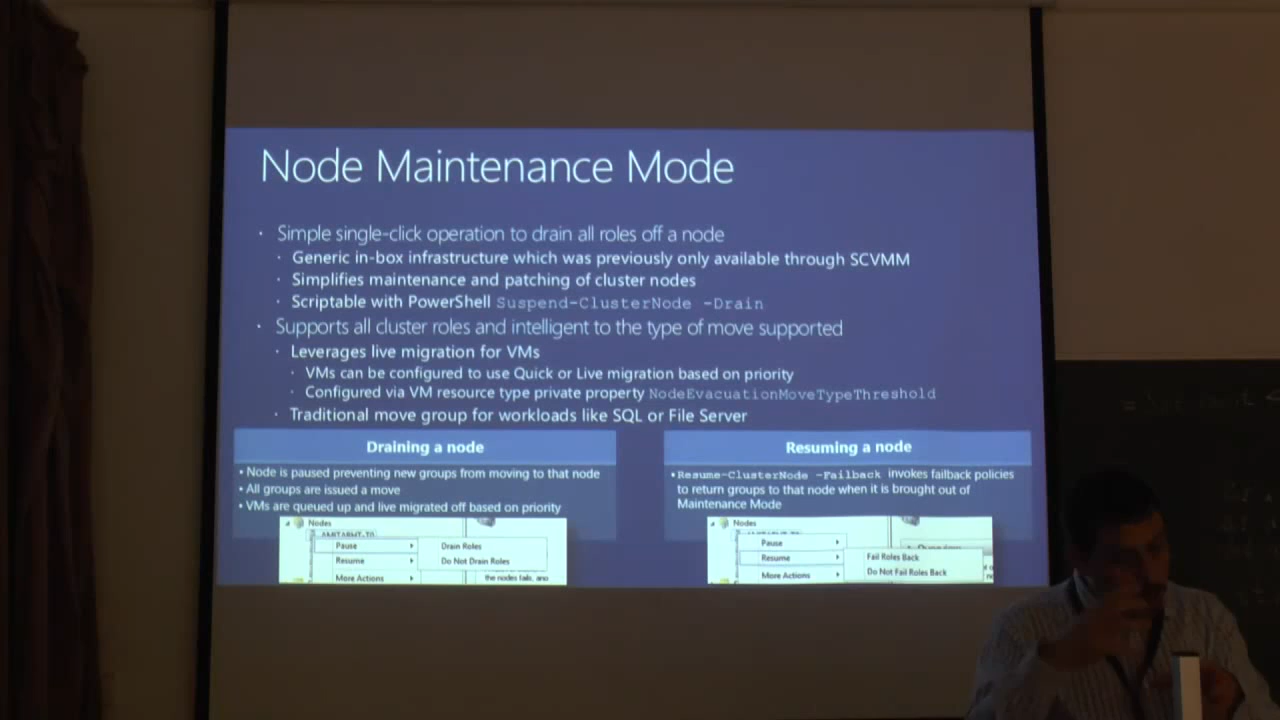 Node Maintenance Mode
· Simple single-click operation to drain all roles off a node
· Generic in-box infrastructure which was previously only available through SCVMM
· Simplifies maintenance and patching of cluster nodes
· Scriptable with PowerShell Suspend-ClusterNode -Drain
· Supports all cluster roles and intelligent to the type of move supported
· Leverages live migration for VMs
· VMs can be configured to use Quick or Live migration based on priority
· Configured via VM resource type private property NodeEvacuationMoveTypeThreshold
· Traditional move group for workloads like SQL or File Server
Draining a node
• Node is paused preventing new groups from moving to that node
• All groups are issued a move
• VMs are queued up and live migrated off based on priority
Nodes
Pause
Drain Roles
Resume
Do Not Drain Roles
More Actions
the nodes fails, and
Resuming a node
• Resume-ClusterNode -Failback invokes failback policies
to return groups to that node when it is brought out of
Maintenance Mode
Nodes
Pause
Resume
Fail Roles Back
Do Not Fail Roles Back
More Actions